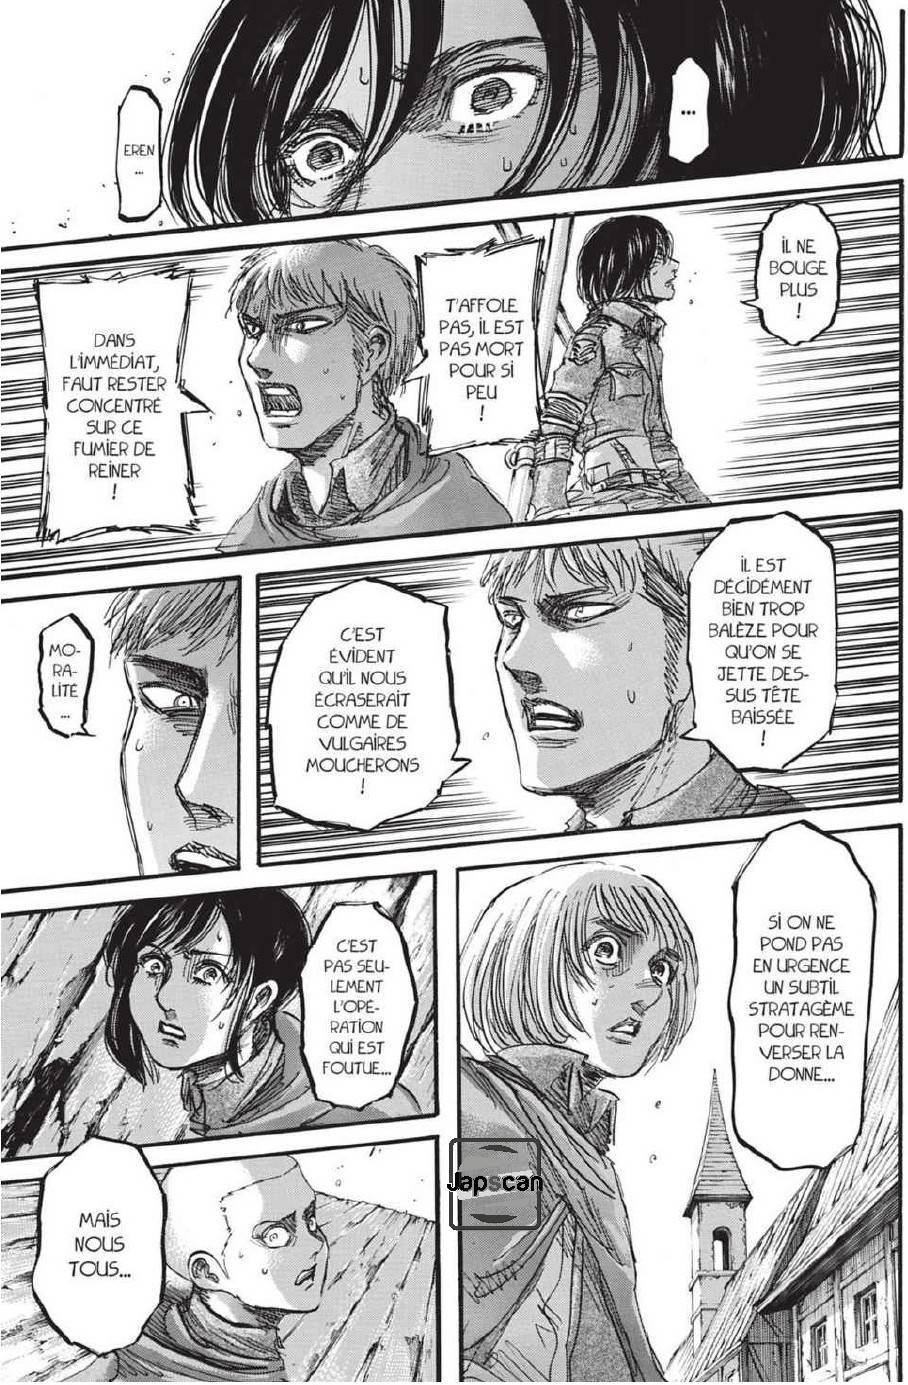 ...
EREN
...
IL NE
BOUGE
PLUS
!
T'AFFOLE
PAS, IL EST
PAS MORT
POUR SI
PEU
!
DANS
L'IMMÉDIAT,
FAUT RESTER
CONCENTRÉ
SUR CE
FUMIER DE
REINER
!
IL EST
DÉCIDÉMENT
BIEN TROP
BALÈZE POUR
QU'ON SE
JETTE DES-
SUS TÊTE
BAISSÉE
!
C'EST
ÉVIDENT
QU'IL NOUS
ÉCRASERAIT
COMME DE
VULGAIRES
MOUCHERONS
!
MO-
RA-
LITÉ
...
SI ON NE
POND PAS
EN URGENCE
UN SUBTIL
STRATAGÈME
POUR REN-
VERSER LA
DONNE...
C'EST
PAS SEU-
LEMENT
L'OPÉ-
RATION
QUI EST
FOUTUE...
MAIS
NOUS
TOUS...
Japscan